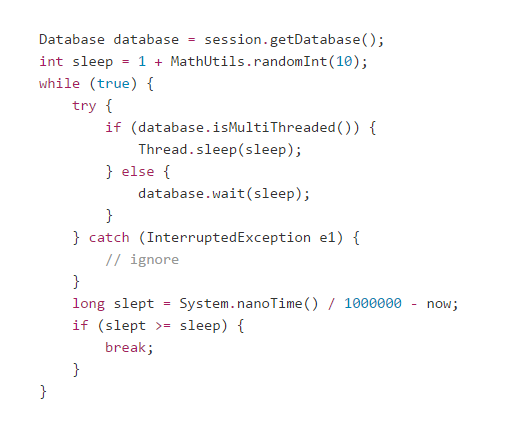 Database database = session.getDatabase();
int sleep = 1 + MathUtils.randomInt(10);
while (true) {
    try {
        if (database.isMultiThreaded()) {
            Thread.sleep(sleep);
        } else {
            database.wait(sleep);
        }
    } catch (InterruptedException e1) {
        // ignore
    }
    long slept = System.nanoTime() / 1000000 - now;
    if (slept >= sleep) {
        break;
    }
}